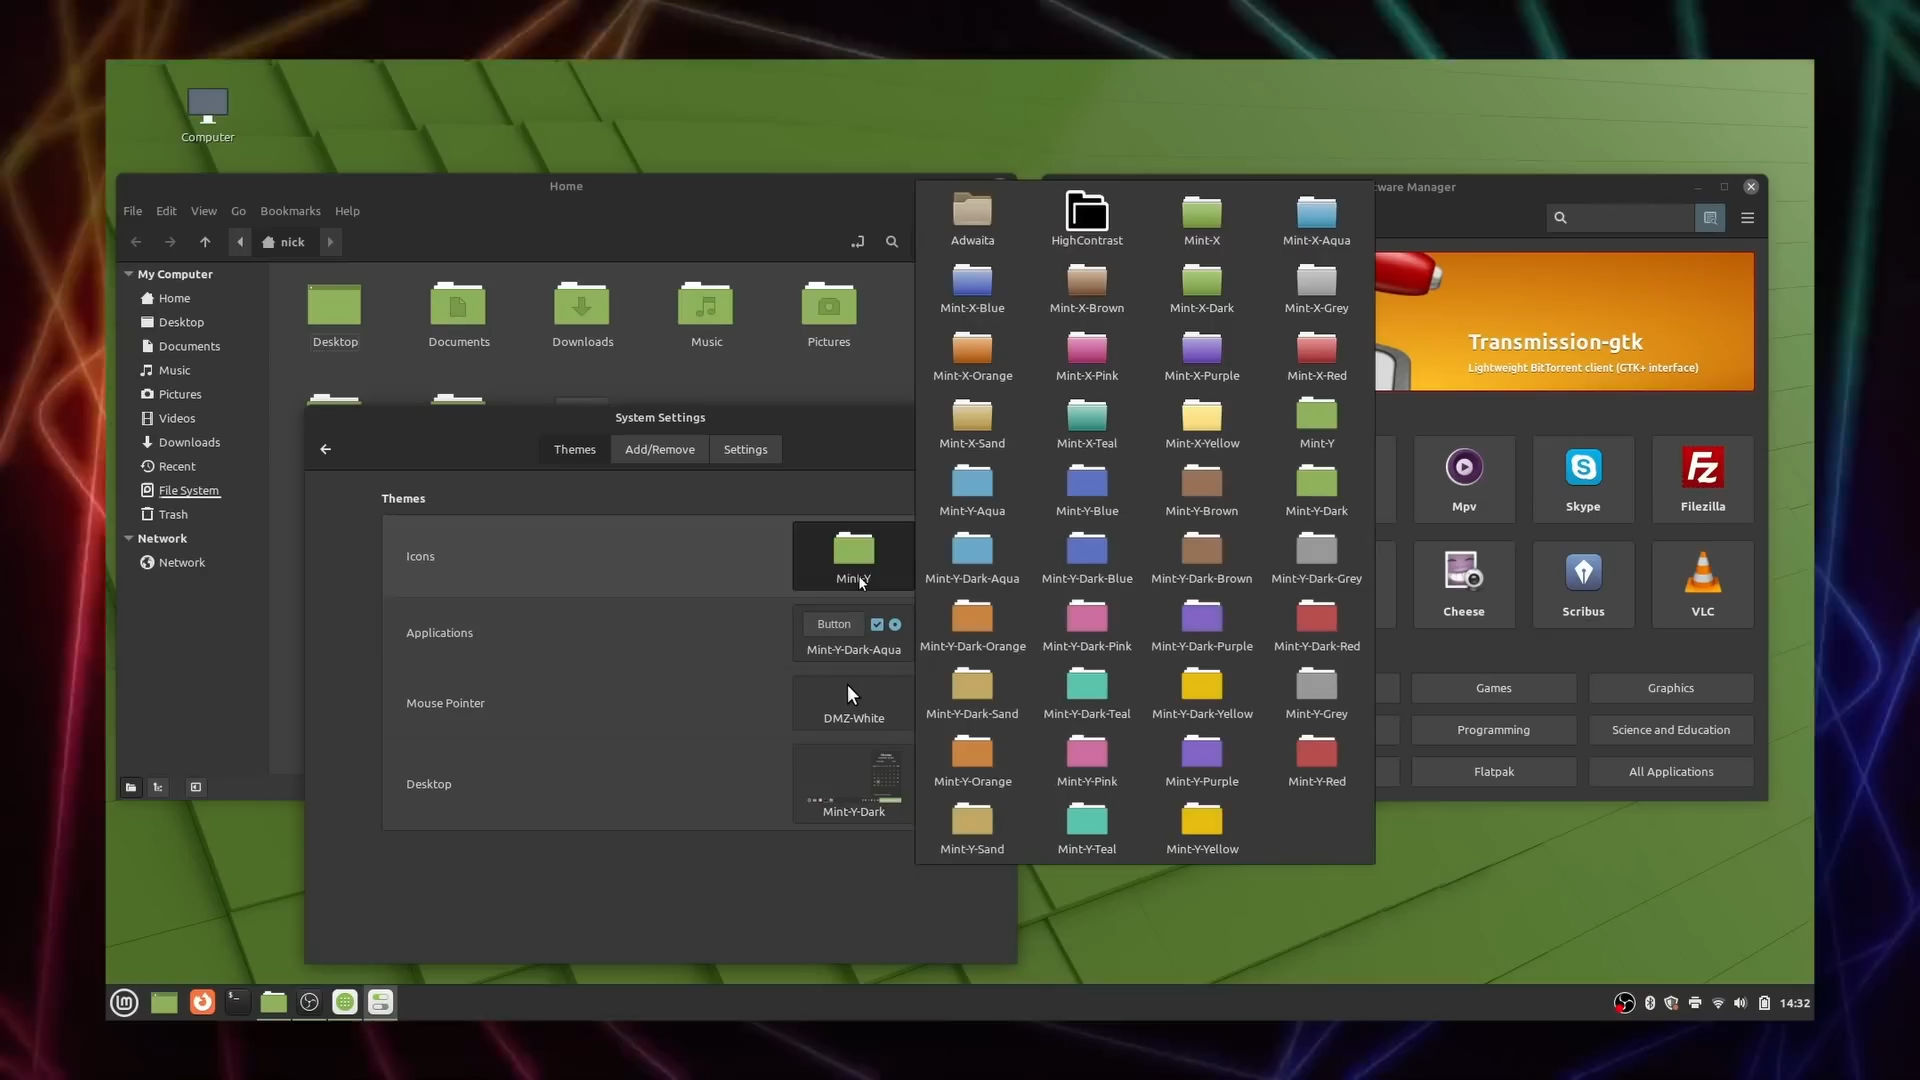 Computer
Home
File Edit View Go Bookmarks Help
nick
My Computer
Home
Desktop
Documents
Music
Pictures
Videos
Downloads
Recent
File System
Trash
Network
Network
Desktop Documents Downloads Music Pictures
System Settings
Themes Add/Remove Settings
Themes
Icons
Mint-Y
Applications
Button
Mint-Y-Dark-Aqua
Mouse Pointer
DMZ-White
Desktop
Mint-Y-Dark
Adwaita HighContrast Mint-X Mint-X-Aqua
Mint-X-Blue Mint-X-Brown Mint-X-Dark Mint-X-Grey
Mint-X-Orange Mint-X-Pink Mint-X-Purple Mint-X-Red
Mint-X-Sand Mint-X-Teal Mint-X-Yellow Mint-Y
Mint-Y-Aqua Mint-Y-Blue Mint-Y-Brown Mint-Y-Dark
Mint-Y-Dark-Aqua Mint-Y-Dark-Blue Mint-Y-Dark-Brown Mint-Y-Dark-Grey
Mint-Y-Dark-Orange Mint-Y-Dark-Pink Mint-Y-Dark-Purple Mint-Y-Dark-Red
Mint-Y-Dark-Sand Mint-Y-Dark-Teal Mint-Y-Dark-Yellow Mint-Y-Grey
Mint-Y-Orange Mint-Y-Pink Mint-Y-Purple Mint-Y-Red
Mint-Y-Sand Mint-Y-Teal Mint-Y-Yellow
ware Manager
Transmission-gtk
Lightweight BitTorrent client (GTK+ interface)
Mpv Skype Filezilla
Cheese Scribus VLC
Games Graphics
Programming Science and Education
Flatpak All Applications
14:32